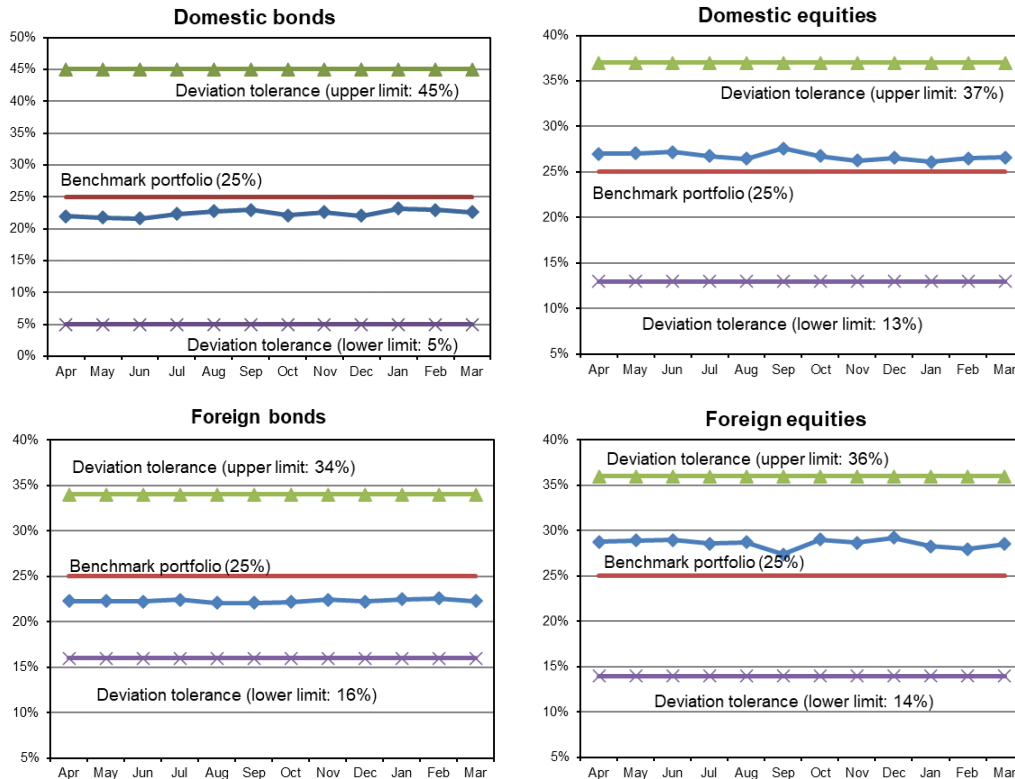 Domestic bonds
50%
45%
40%
35%
30%
25%
20%
15%
10%
5%
0%
Deviation tolerance (upper limit: 45%)
Benchmark portfolio (25%)
Deviation tolerance (lower limit: 5%)
Apr May Jun Jul Aug Sep Oct Nov Dec Jan Feb Mar
Domestic equities
40%
35%
30%
25%
20%
15%
10%
5%
Deviation tolerance (upper limit: 37%)
Benchmark portfolio (25%)
Deviation tolerance (lower limit: 13%)
Apr May Jun Jul Aug Sep Oct Nov Dec Jan Feb Mar
Foreign bonds
40%
35%
30%
25%
20%
15%
10%
5%
Deviation tolerance (upper limit: 34%)
Benchmark portfolio (25%)
Deviation tolerance (lower limit: 16%)
Apr May Jun Jul Aug Sep Oct Nov Dec Jan Feb Mar
Foreign equities
40%
35%
30%
25%
20%
15%
10%
5%
Deviation tolerance (upper limit: 36%)
Benchmark portfolio (25%)
Deviation tolerance (lower limit: 14%)
Apr May Jun Jul Aug Sep Oct Nov Dec Jan Feb Mar